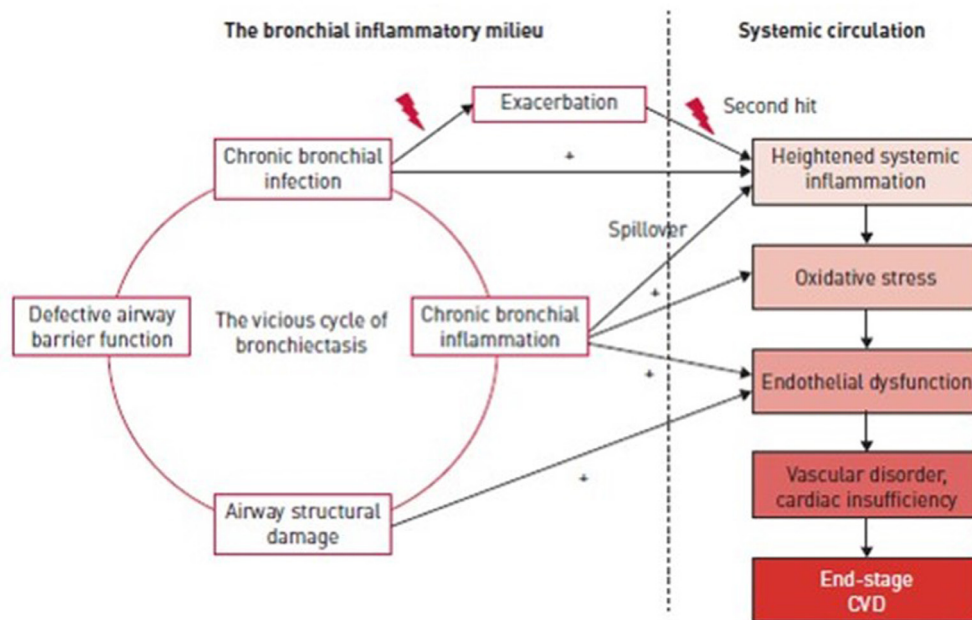 The bronchial inflammatory milieu
Systemic circulation
Exacerbation
Second hit
Chronic bronchial
infection
+
Heightened systemic
inflammation
Spillover
Oxidative stress
+
Defective airway
barrier function
The vicious cycle of
bronchiectasis
Chronic bronchial
inflammation
+
Endothelial dysfunction
+
Vascular disorder,
cardiac insufficiency
Airway structural
damage
End-stage
CVD